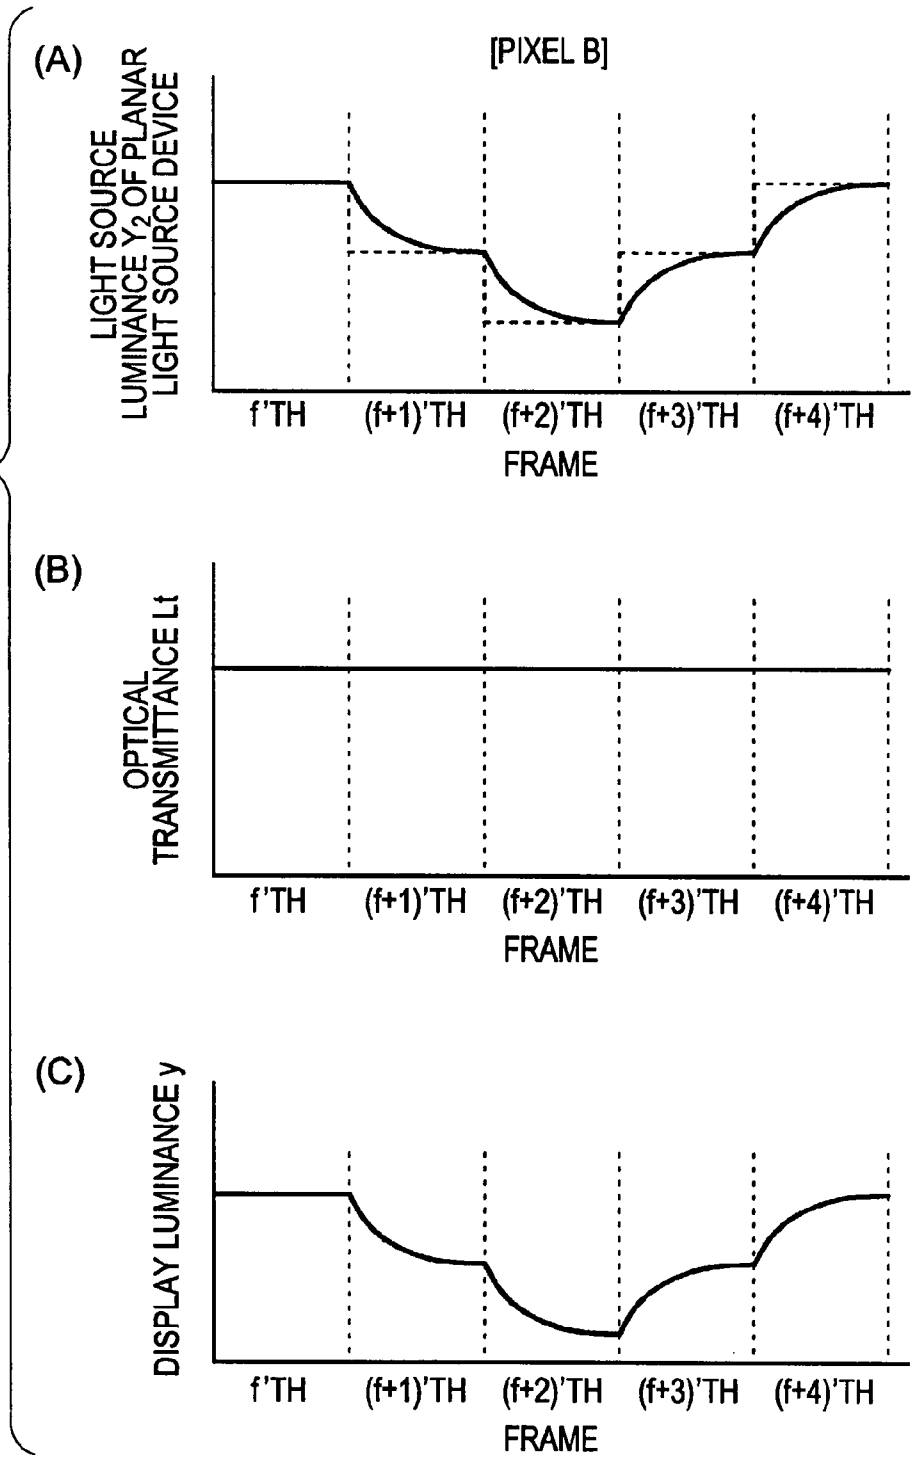 (A)
[PIXEL B]
LIGHT SOURCE
LUMINANCE Y2 OF PLANAR
LIGHT SOURCE DEVICE
f'TH (f+1)'TH (f+2)'TH (f+3)'TH (f+4)'TH
FRAME
(B)
OPTICAL
TRANSMITTANCE Lt
f'TH (f+1)'TH (f+2)'TH (f+3)'TH (f+4)'TH
FRAME
(C)
DISPLAY LUMINANCE y
f'TH (f+1)'TH (f+2)'TH (f+3)'TH (f+4)'TH
FRAME